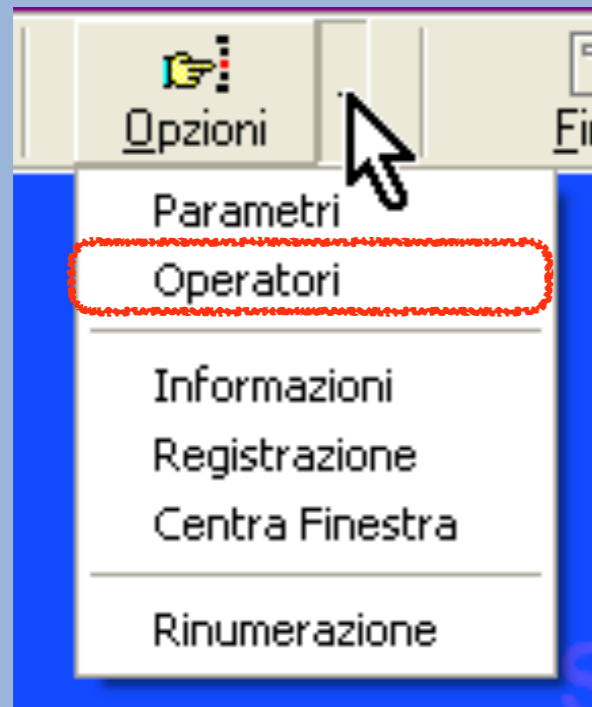 Opzioni
Parametri
Operatori
Informazioni
Registrazione
Centra Finestra
Rinumerazione